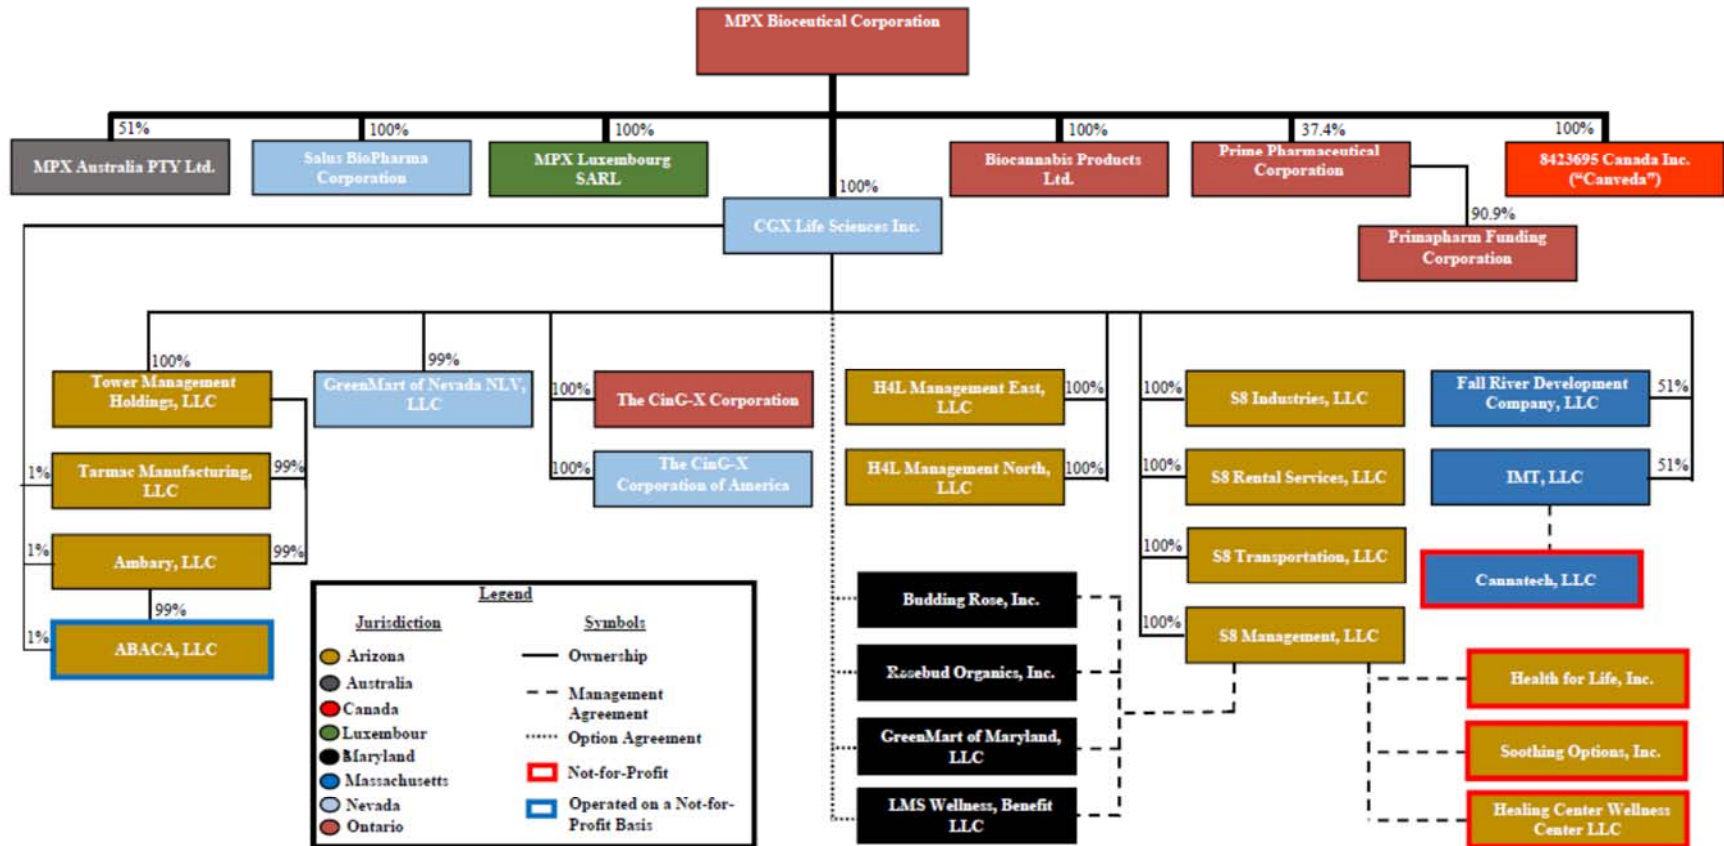 MPX Bioceutical Corporation
51%
100%
100%
100%
37.4%
100%
MPX Australia PTY Ltd.
Salus BioPharma
Corporation
MPX Luxembourg
SARL
Biocannabis Products
Ltd.
Prime Pharmaceutical
Corporation
8423695 Canada Inc.
(“Canveda”)
100%
CGX Life Sciences Inc.
90.9%
Primapharm Funding
Corporation
100%
Tower Management
Holdings, LLC
99%
GreenMart of Nevada NLV,
LLC
100%
The CinG-X Corporation
H4L Management East,
LLC
100%
100%
S8 Industries, LLC
Fall River Development
Company, LLC
51%
1%
Tarmac Manufacturing,
LLC
99%
100%
The CinG-X
Corporation of America
H4L Management North,
LLC
100%
100%
S8 Rental Services, LLC
IMT, LLC
51%
1%
Ambary, LLC
99%
100%
S8 Transportation, LLC
Cannatech, LLC
99%
1%
ABACA, LLC
Budding Rose, Inc.
100%
S8 Management, LLC
Rosebud Organics, Inc.
Health for Life, Inc.
GreenMart of Maryland,
LLC
Soothing Options, Inc.
LMS Wellness, Benefit
LLC
Healing Center Wellness
Center LLC
Legend
Jurisdiction
Arizona
Australia
Canada
Luxembour
Maryland
Massachusetts
Nevada
Ontario
Symbols
Ownership
Management
Agreement
Option Agreement
Not-for-Profit
Operated on a Not-for-
Profit Basis